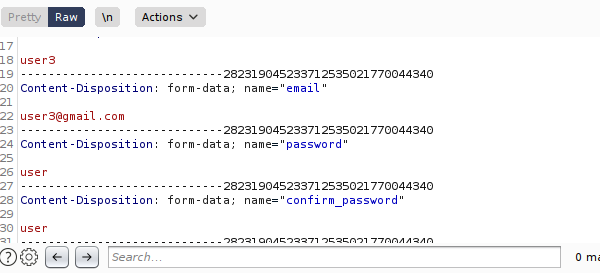 Pretty Raw \n Actions
17
18 user3
19 -----------------------------282319045233712535021770044340
20 Content-Disposition: form-data; name="email"
21
22 user3@gmail.com
23 -----------------------------282319045233712535021770044340
24 Content-Disposition: form-data; name="password"
25
26 user
27 -----------------------------282319045233712535021770044340
28 Content-Disposition: form-data; name="confirm_password"
29
30 user
31 -----------------------------282319045233712535021770044340
? Search... 0 ma